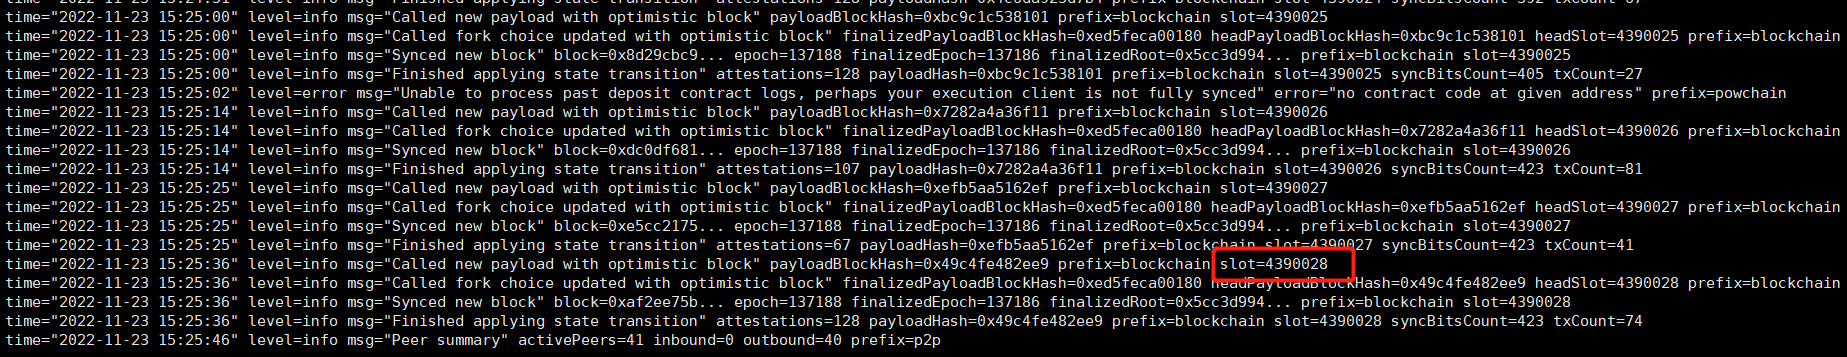 time="2022-11-23 15:25:00" level=info msg="Called new payload with optimistic block" payloadBlockHash=0xbc9c1c538101 prefix=blockchain slot=4390025
time="2022-11-23 15:25:00" level=info msg="Called fork choice updated with optimistic block" finalizedPayloadBlockHash=0xed5feca00180 headPayloadBlockHash=0xbc9c1c538101 headSlot=4390025 prefix=blockchain
time="2022-11-23 15:25:00" level=info msg="Synced new block" block=0x8d29cbc9... epoch=137188 finalizedEpoch=137186 finalizedRoot=0x5cc3d994... prefix=blockchain slot=4390025
time="2022-11-23 15:25:00" level=info msg="Finished applying state transition" attestations=128 payloadHash=0xbc9c1c538101 prefix=blockchain slot=4390025 syncBitsCount=405 txCount=27
time="2022-11-23 15:25:02" level=error msg="Unable to process past deposit contract logs, perhaps your execution client is not fully synced" error="no contract code at given address" prefix=powchain
time="2022-11-23 15:25:14" level=info msg="Called new payload with optimistic block" payloadBlockHash=0x7282a4a36f11 prefix=blockchain slot=4390026
time="2022-11-23 15:25:14" level=info msg="Called fork choice updated with optimistic block" finalizedPayloadBlockHash=0xed5feca00180 headPayloadBlockHash=0x7282a4a36f11 headSlot=4390026 prefix=blockchain
time="2022-11-23 15:25:14" level=info msg="Synced new block" block=0xdc0df681... epoch=137188 finalizedEpoch=137186 finalizedRoot=0x5cc3d994... prefix=blockchain slot=4390026
time="2022-11-23 15:25:14" level=info msg="Finished applying state transition" attestations=107 payloadHash=0x7282a4a36f11 prefix=blockchain slot=4390026 syncBitsCount=423 txCount=81
time="2022-11-23 15:25:25" level=info msg="Called new payload with optimistic block" payloadBlockHash=0xefb5aa5162ef prefix=blockchain slot=4390027
time="2022-11-23 15:25:25" level=info msg="Called fork choice updated with optimistic block" finalizedPayloadBlockHash=0xed5feca00180 headPayloadBlockHash=0xefb5aa5162ef headSlot=4390027 prefix=blockchain
time="2022-11-23 15:25:25" level=info msg="Synced new block" block=0xe5cc2175... epoch=137188 finalizedEpoch=137186 finalizedRoot=0x5cc3d994... prefix=blockchain slot=4390027
time="2022-11-23 15:25:25" level=info msg="Finished applying state transition" attestations=67 payloadHash=0xefb5aa5162ef prefix=blockchain slot=4390027 syncBitsCount=423 txCount=41
time="2022-11-23 15:25:36" level=info msg="Called new payload with optimistic block" payloadBlockHash=0x49c4fe482ee9 prefix=blockchain slot=4390028
time="2022-11-23 15:25:36" level=info msg="Called fork choice updated with optimistic block" finalizedPayloadBlockHash=0xed5feca00180 headPayloadBlockHash=0x49c4fe482ee9 headSlot=4390028 prefix=blockchain
time="2022-11-23 15:25:36" level=info msg="Synced new block" block=0xaf2ee75b... epoch=137188 finalizedEpoch=137186 finalizedRoot=0x5cc3d994... prefix=blockchain slot=4390028
time="2022-11-23 15:25:36" level=info msg="Finished applying state transition" attestations=128 payloadHash=0x49c4fe482ee9 prefix=blockchain slot=4390028 syncBitsCount=423 txCount=74
time="2022-11-23 15:25:46" level=info msg="Peer summary" activePeers=41 inbound=0 outbound=40 prefix=p2p